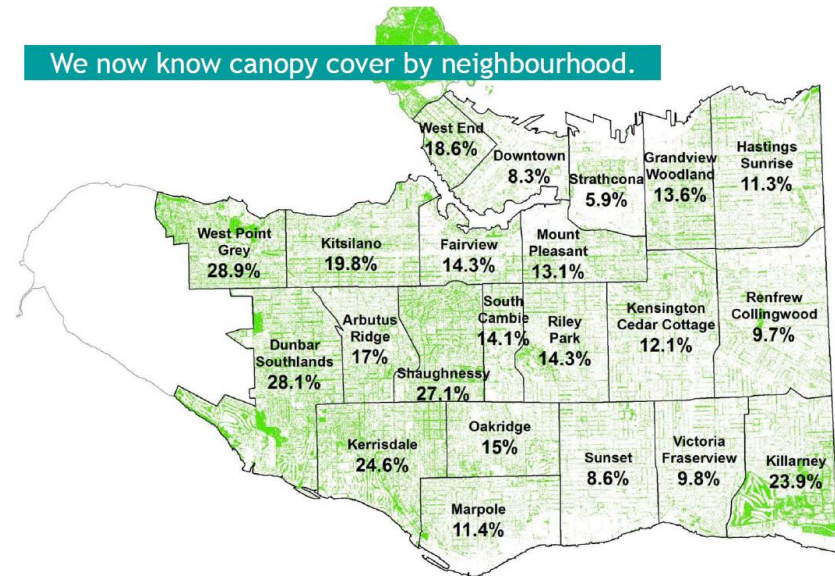 We now know canopy cover by neighbourhood.
West End
18.6%
Downtown
8.3%
Strathcona
5.9%
Grandview
Woodland
13.6%
Hastings
Sunrise
11.3%
West Point
Grey
28.9%
Kitsilano
19.8%
Fairview
14.3%
Mount
Pleasant
13.1%
Dunbar
Southlands
28.1%
Arbutus
Ridge
17%
Shaughnessy
27.1%
South
Cambie
14.1%
Riley
Park
14.3%
Kensington
Cedar Cottage
12.1%
Renfrew
Collingwood
9.7%
Kerrisdale
24.6%
Oakridge
15%
Sunset
8.6%
Victoria
Fraserview
9.8%
Killarney
23.9%
Marpole
11.4%